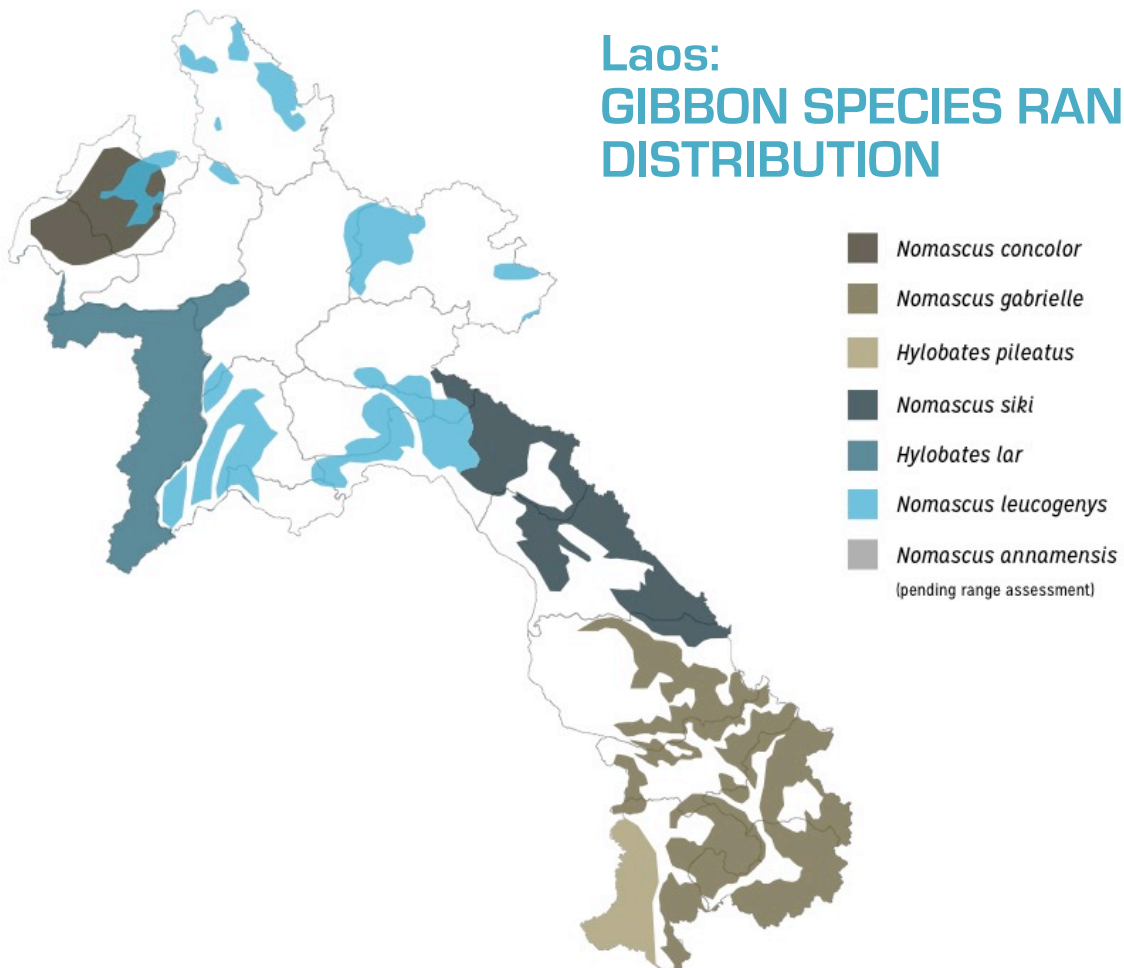 Laos:
GIBBON SPECIES RAN
DISTRIBUTION
Nomascus concolor
Nomascus gabrielle
Hylobates pileatus
Nomascus siki
Hylobates lar
Nomascus leucogenys
Nomascus annamensis
(pending range assessment)